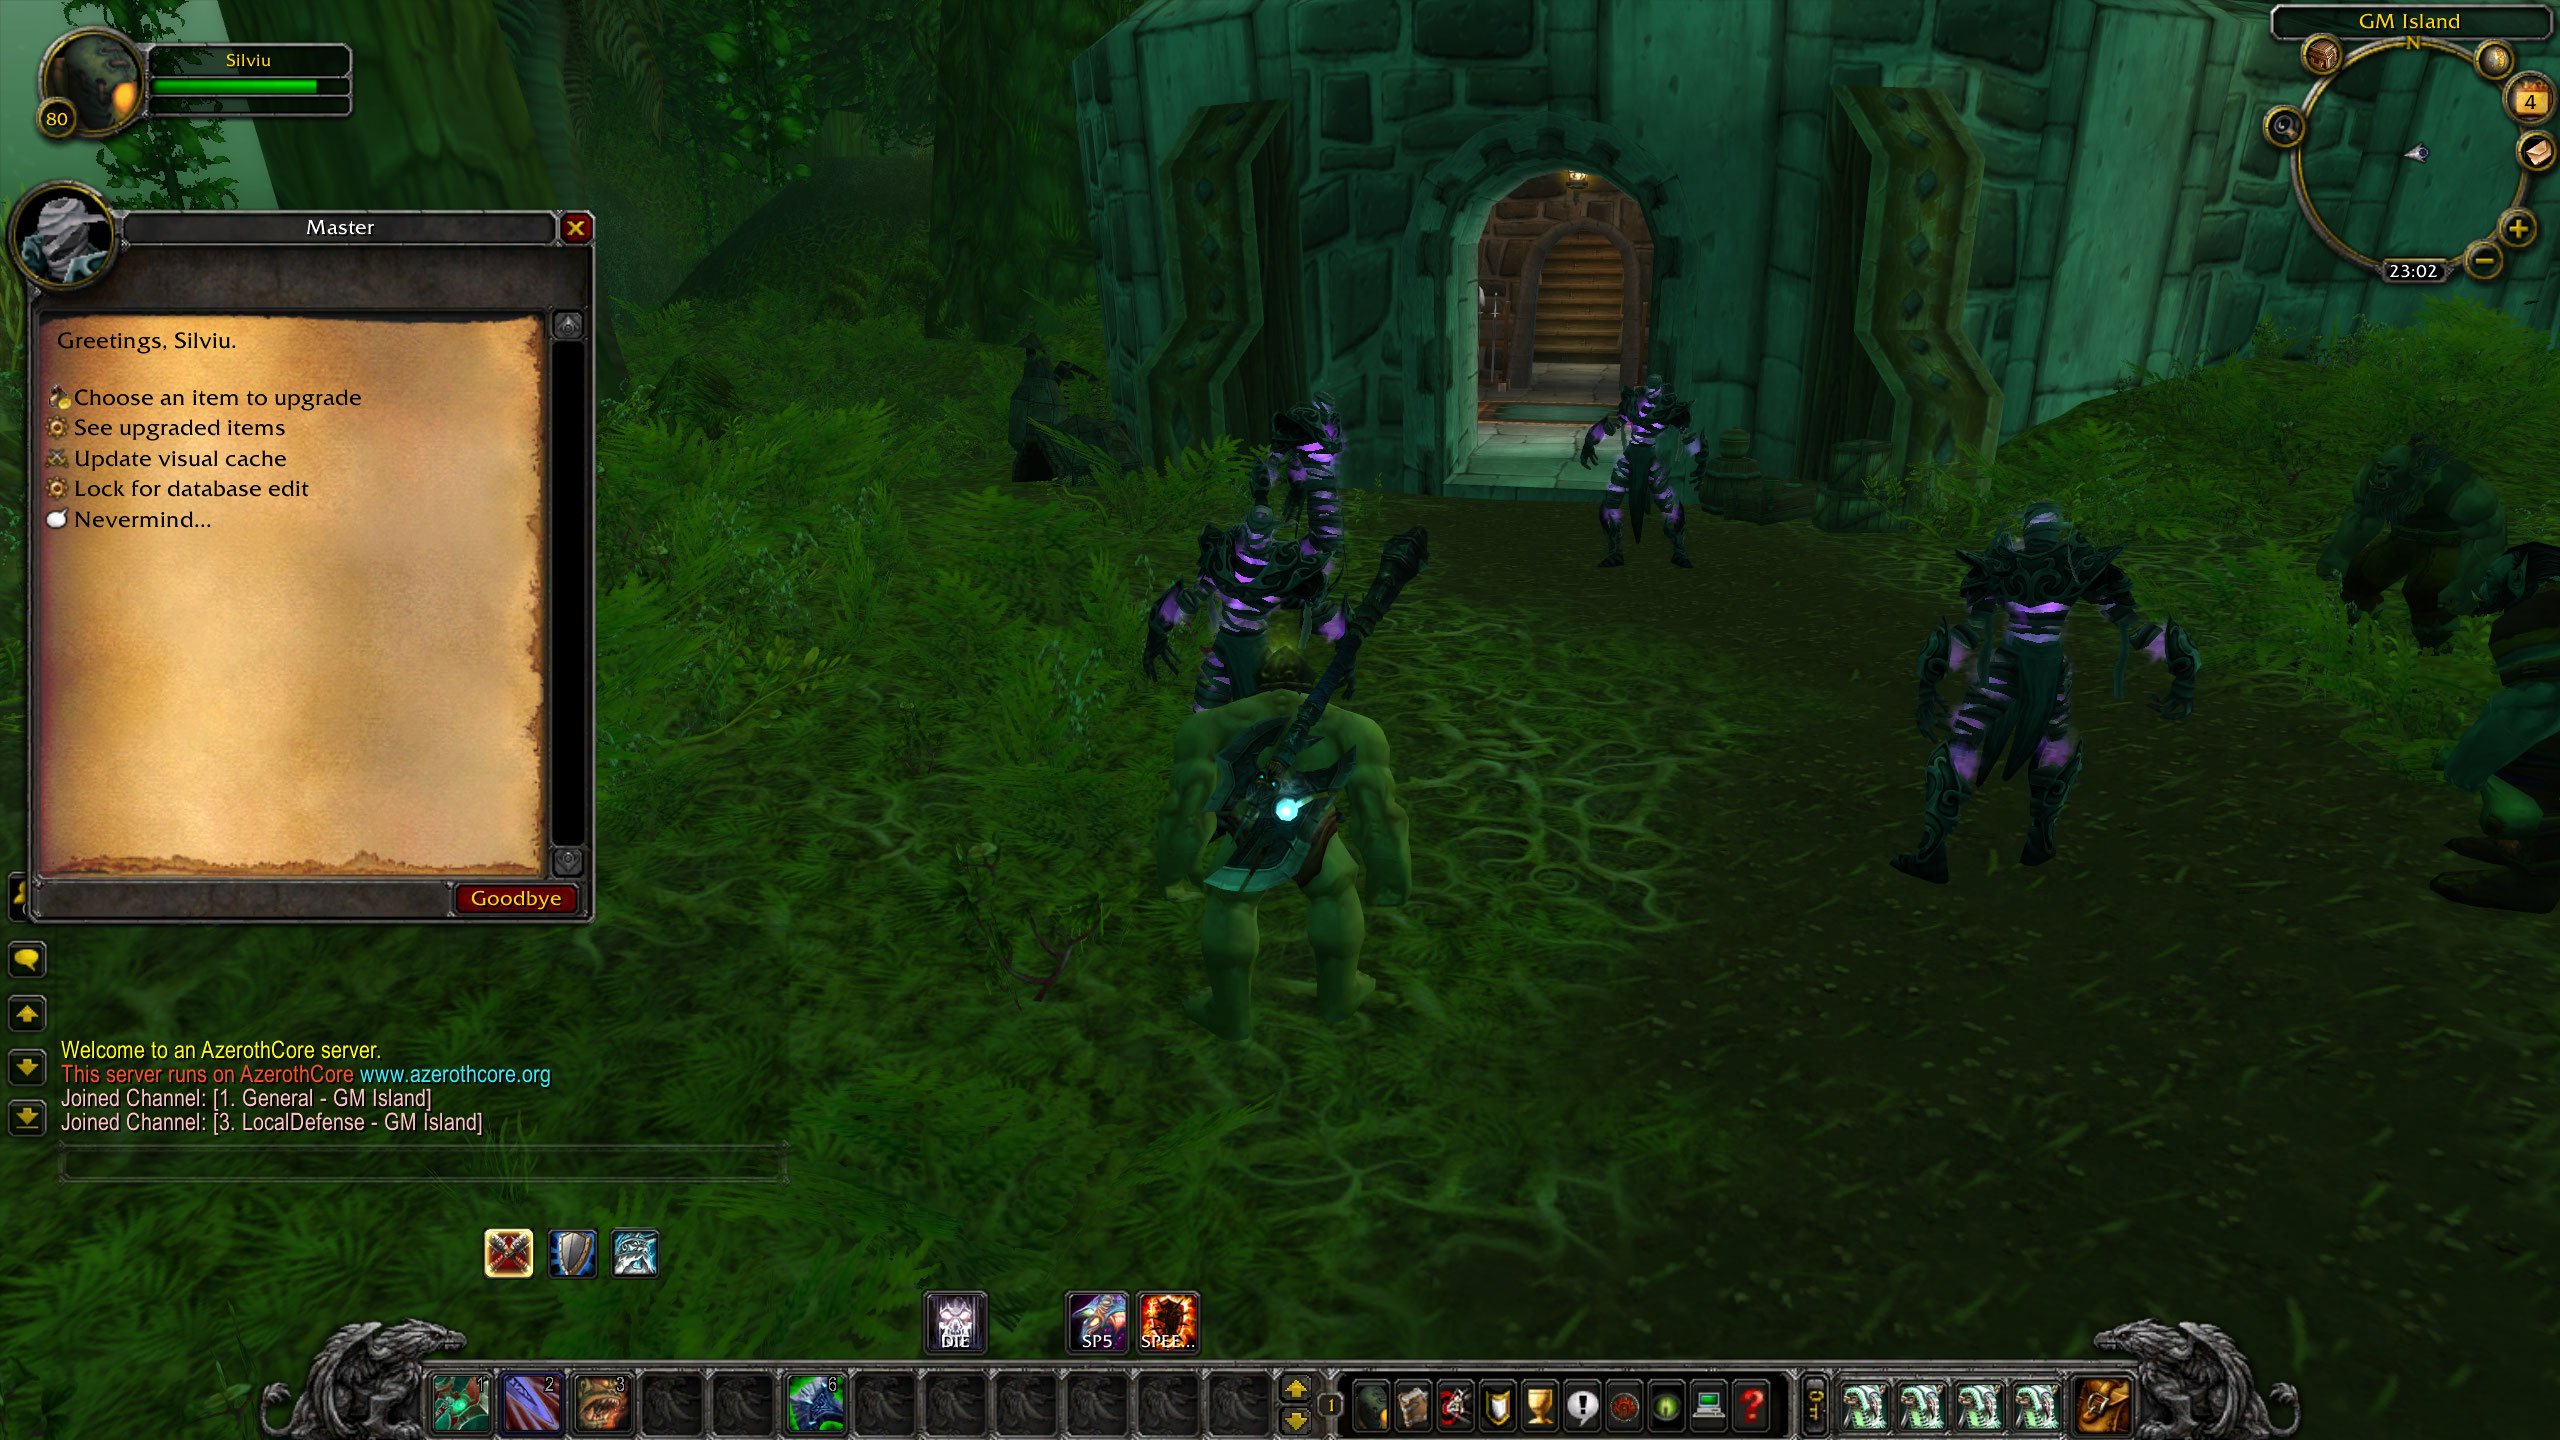 Silviu
80
GM Island
N
4
23:02
Master
Greetings, Silviu.
Choose an item to upgrade
See upgraded items
Update visual cache
Lock for database edit
Nevermind...
Goodbye
Welcome to an AzerothCore server.
This server runs on AzerothCore www.azerothcore.org
Joined Channel: [1. General - GM Island]
Joined Channel: [3. LocalDefense - GM Island]
DIE
SP5
SPEE...
1
2
3
6
1